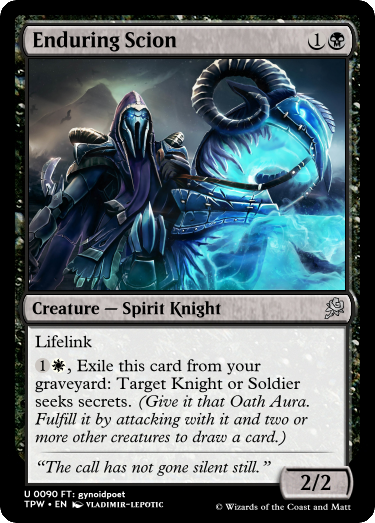 Enduring Scion 1
Creature — Spirit Knight
Lifelink
1, Exile this card from your
graveyard: Target Knight or Soldier
seeks secrets. (Give it that Oath Aura.
Fulfill it by attacking with it and two or
more other creatures to draw a card.)
“The call has not gone silent still.”
2/2
U 0090 FT: gynoidpoet
TPW • EN VLADIMIR-LEPOTIC
© Wizards of the Coast and Matt